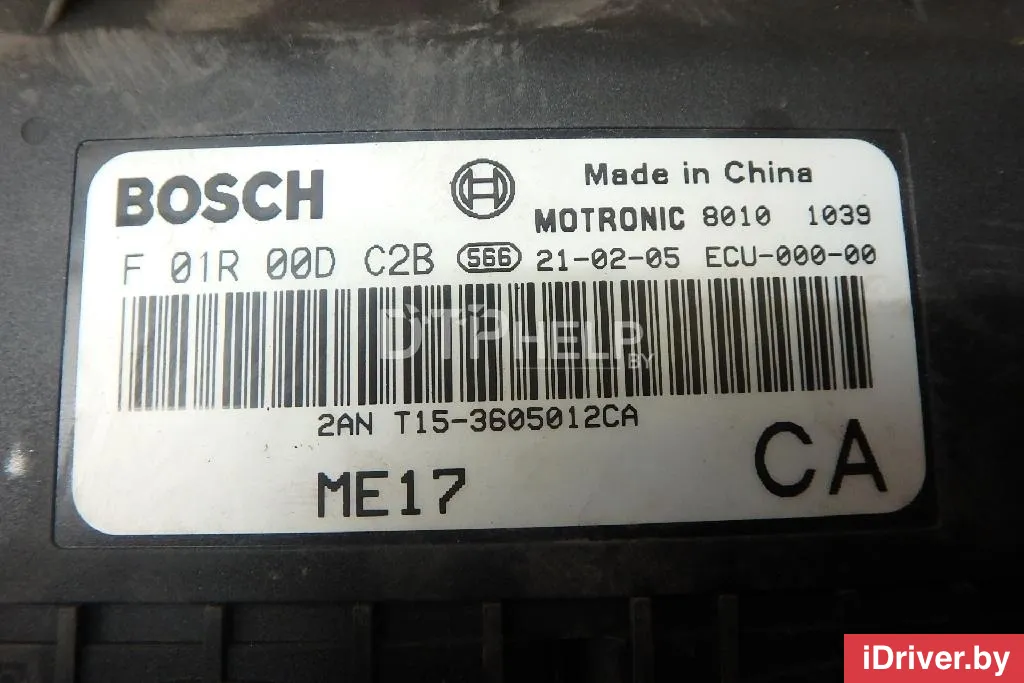 BOSCH
Made in China
MOTRONIC 8010 1039
F 01R 00D C2B 566 21-02-05 ECU-000-00
DTPHELP.BY
2AN T15-3605012CA
ME17
CA
iDriver.by